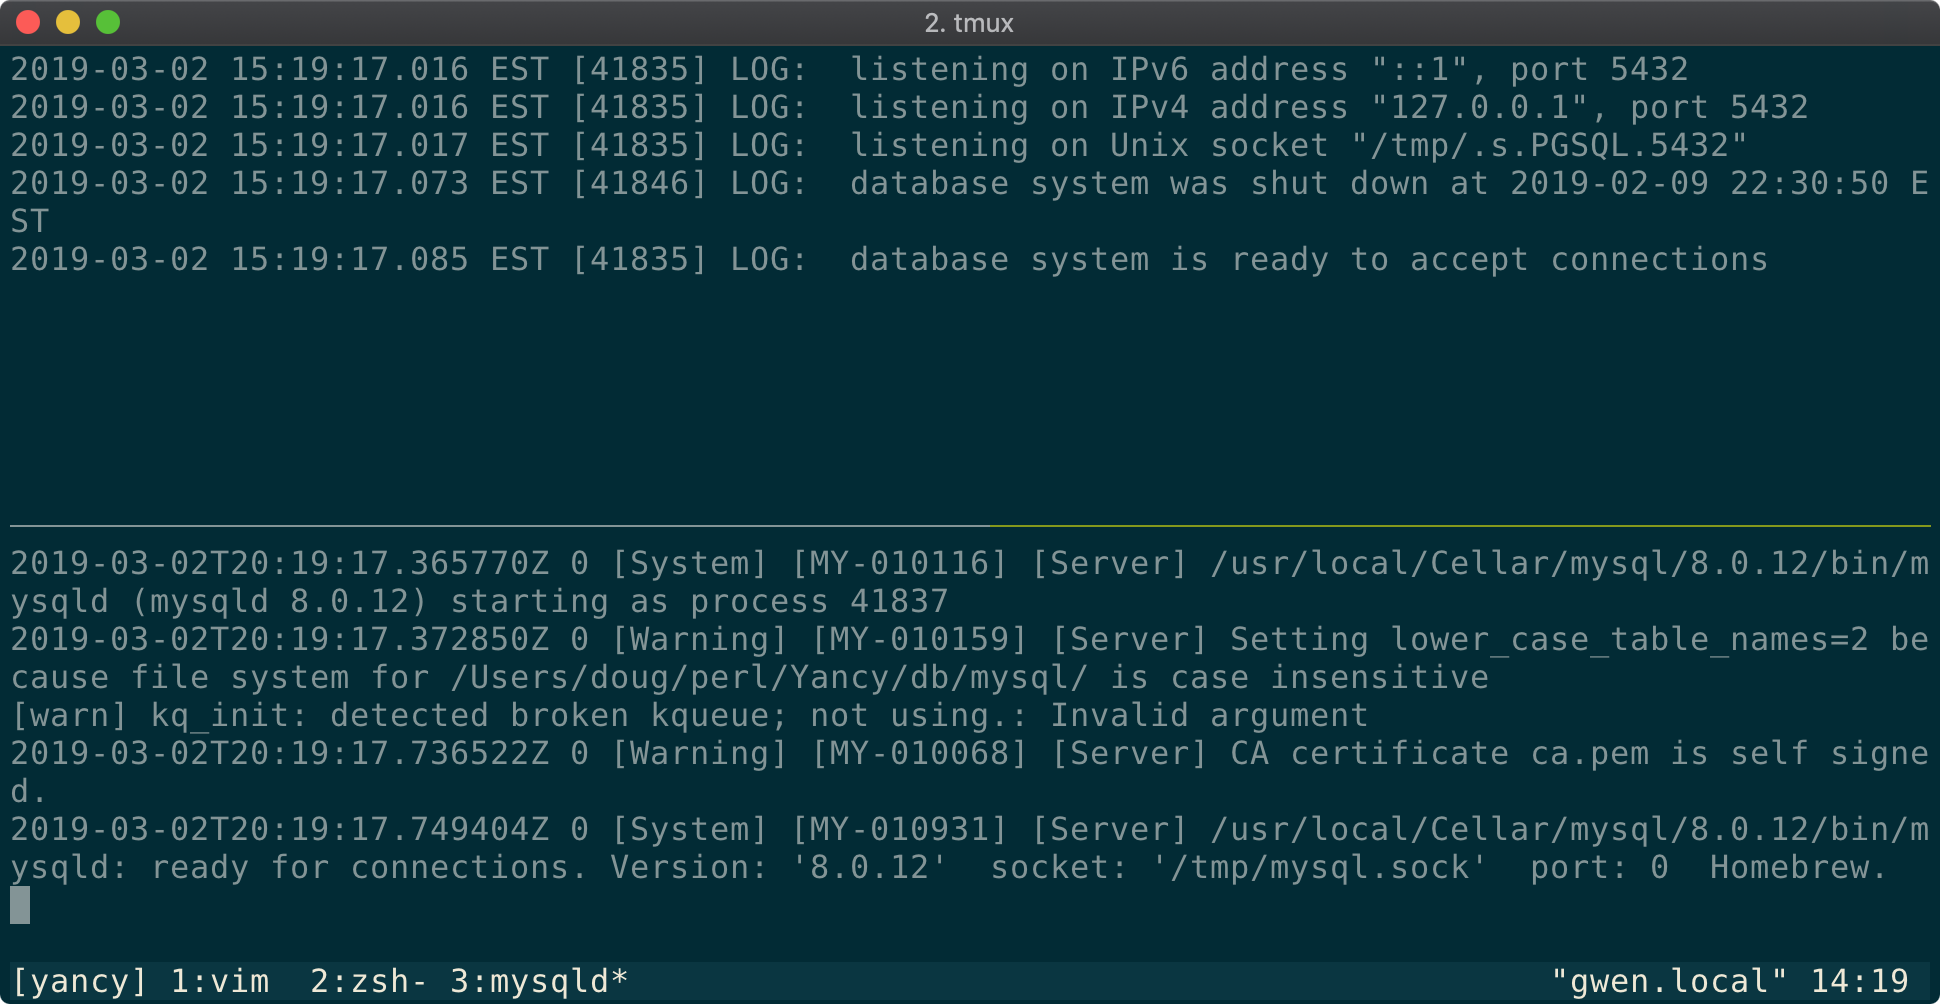 2. tmux
2019-03-02 15:19:17.016 EST [41835] LOG:  listening on IPv6 address "::1", port 5432
2019-03-02 15:19:17.016 EST [41835] LOG:  listening on IPv4 address "127.0.0.1", port 5432
2019-03-02 15:19:17.017 EST [41835] LOG:  listening on Unix socket "/tmp/.s.PGSQL.5432"
2019-03-02 15:19:17.073 EST [41846] LOG:  database system was shut down at 2019-02-09 22:30:50 E
ST
2019-03-02 15:19:17.085 EST [41835] LOG:  database system is ready to accept connections
2019-03-02T20:19:17.365770Z 0 [System] [MY-010116] [Server] /usr/local/Cellar/mysql/8.0.12/bin/m
ysqld (mysqld 8.0.12) starting as process 41837
2019-03-02T20:19:17.372850Z 0 [Warning] [MY-010159] [Server] Setting lower_case_table_names=2 be
cause file system for /Users/doug/perl/Yancy/db/mysql/ is case insensitive
[warn] kq_init: detected broken kqueue; not using.: Invalid argument
2019-03-02T20:19:17.736522Z 0 [Warning] [MY-010068] [Server] CA certificate ca.pem is self signe
d.
2019-03-02T20:19:17.749404Z 0 [System] [MY-010931] [Server] /usr/local/Cellar/mysql/8.0.12/bin/m
ysqld: ready for connections. Version: '8.0.12'  socket: '/tmp/mysql.sock'  port: 0  Homebrew.
[yancy] 1:vim  2:zsh- 3:mysqld* "gwen.local" 14:19